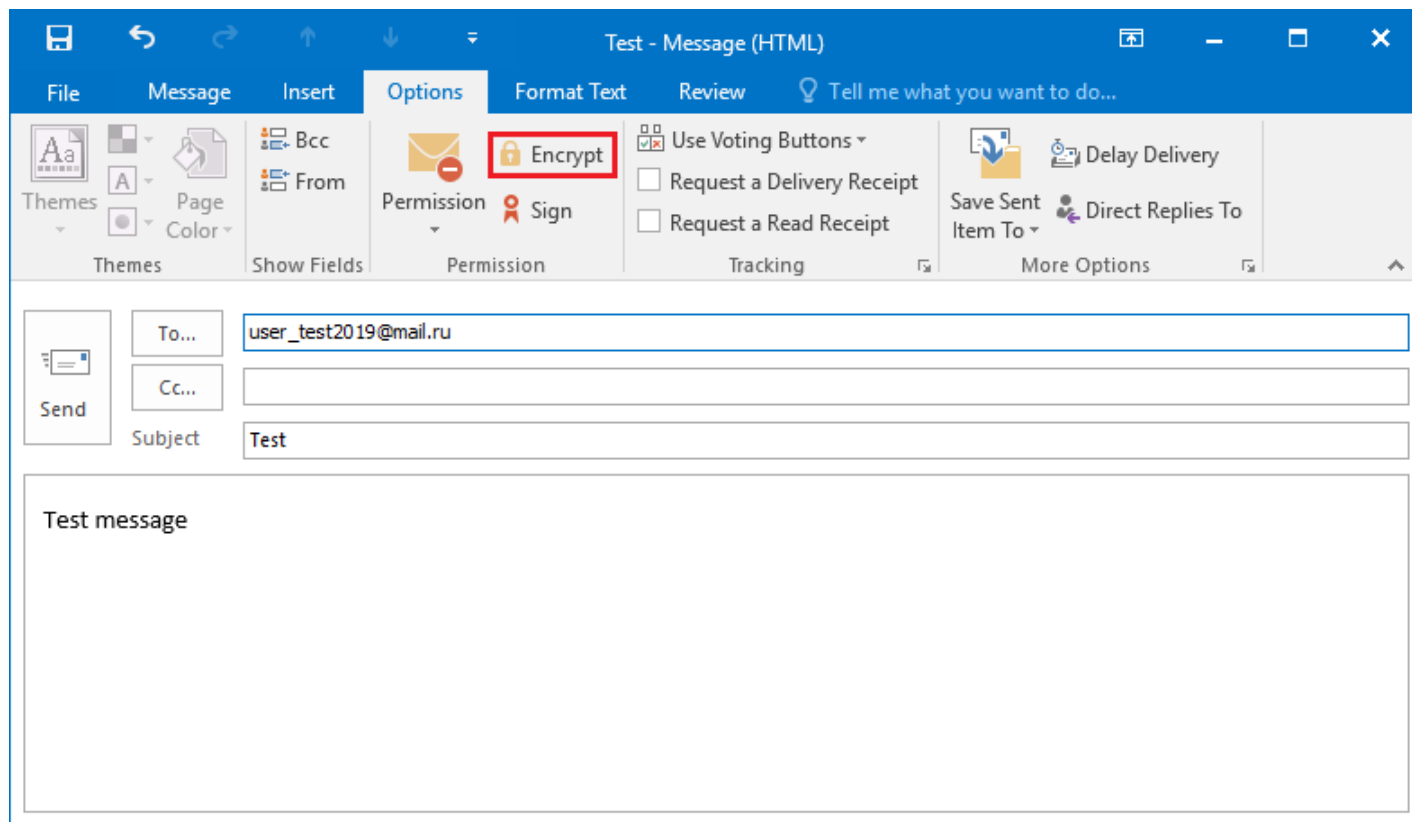 Test - Message (HTML)
File Message Insert Options Format Text Review Tell me what you want to do...
Aa
Themes
A
Page Color
Themes
Bcc
From
Show Fields
Permission
Encrypt
Sign
Permission
Use Voting Buttons
Request a Delivery Receipt
Request a Read Receipt
Tracking
Save Sent
Item To
Delay Delivery
Direct Replies To
More Options
Send
To... user_test2019@mail.ru
Cc...
Subject Test
Test message